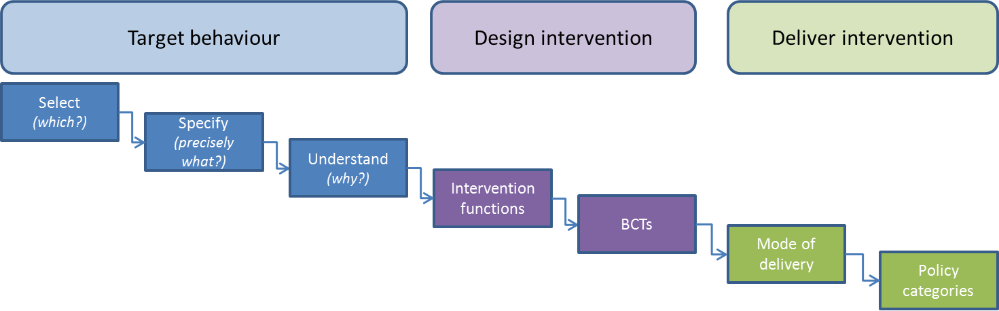 Target behaviour
Design intervention
Deliver intervention
Select
(which?)
Specify
(precisely
what?)
Understand
(why?)
Intervention
functions
BCTs
Mode of
delivery
Policy
categories